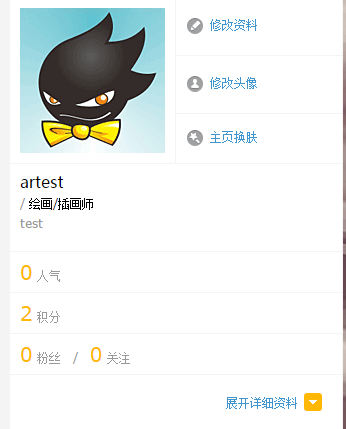 修改资料
修改头像
主页换肤
artest
/ 绘画/插画师
test
0 人气
2 积分
0 粉丝 / 0 关注
展开详细资料